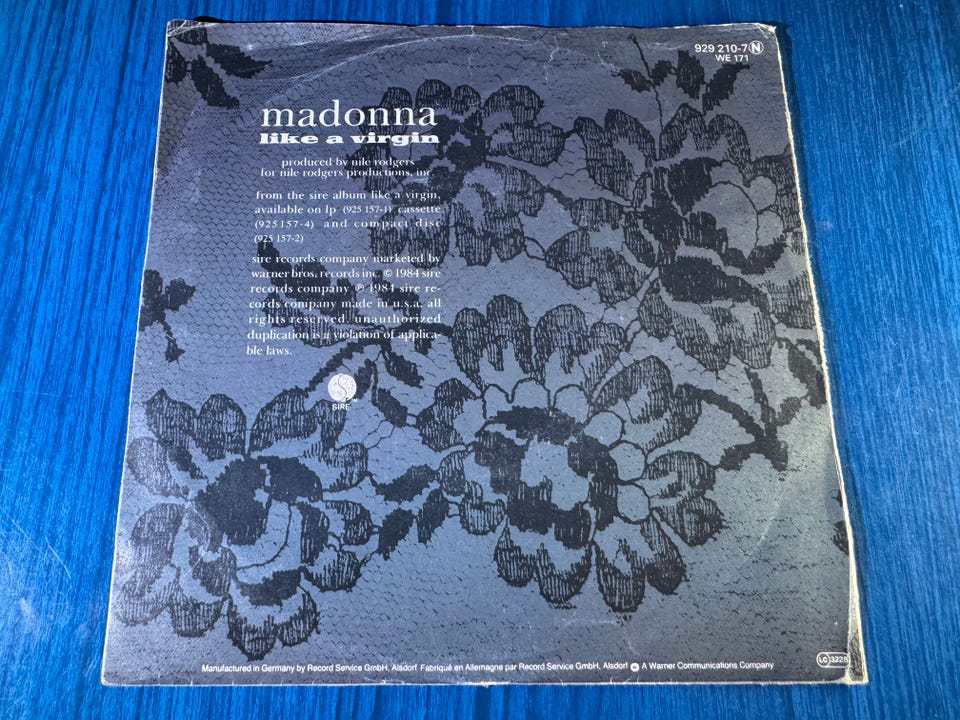 929 210-7 N
WE 171
madonna
like a virgin
produced by nile rodgers
for nile rodgers productions, inc.
from the sire album like a virgin,
available on lp (925 157-1) cassette
(925 157-4) and compact disc
(925 157-2)
sire records company marketed by
warner bros. records inc. © 1984 sire
records company ℗ 1984 sire re-
cords company made in u.s.a. all
rights reserved. unauthorized
duplication is a violation of applica-
ble laws.
SIRE
Manufactured in Germany by Record Service GmbH, Alsdorf Fabriqué en Allemagne par Record Service GmbH, Alsdorf A Warner Communications Company
LC 3228